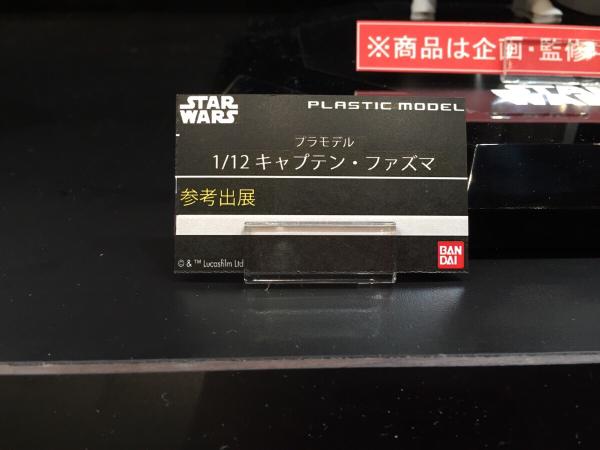 ※商品は企画・監修
STAR
WARS
PLASTIC MODEL
プラモデル
1/12 キャプテン・ファズマ
参考出展
© & ™ Lucasfilm Ltd
BAN
DAI